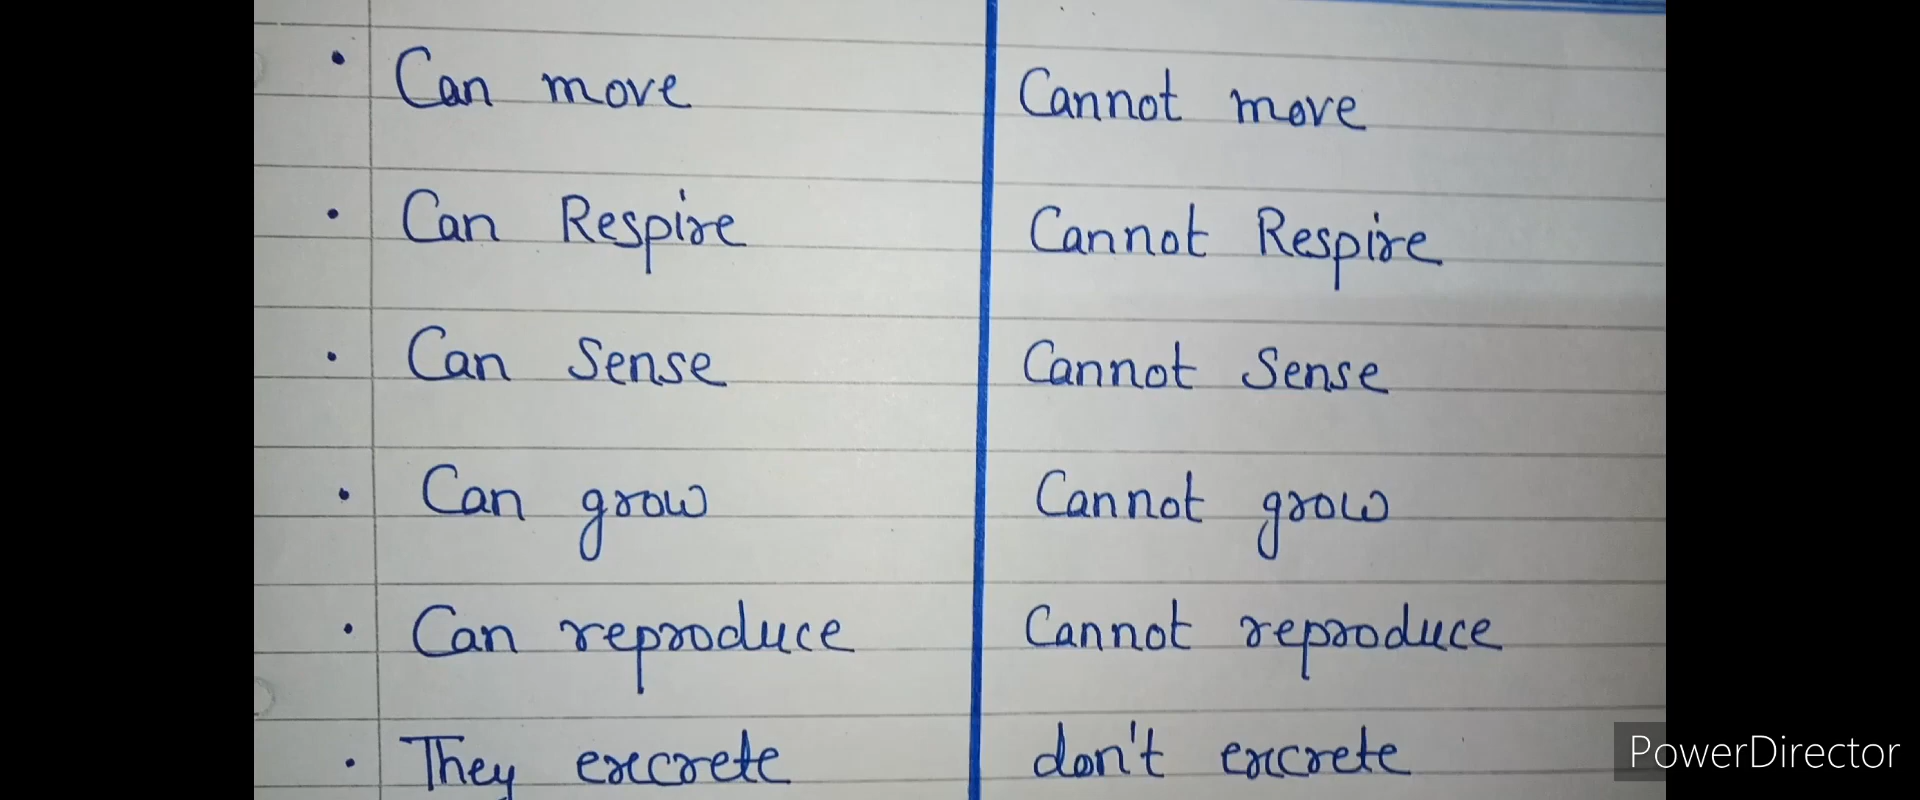 • Can move Cannot move
• Can Respire Cannot Respire
• Can Sense Cannot Sense
• Can grow Cannot grow
• Can reproduce Cannot reproduce
• They excrete don't excrete
PowerDirector